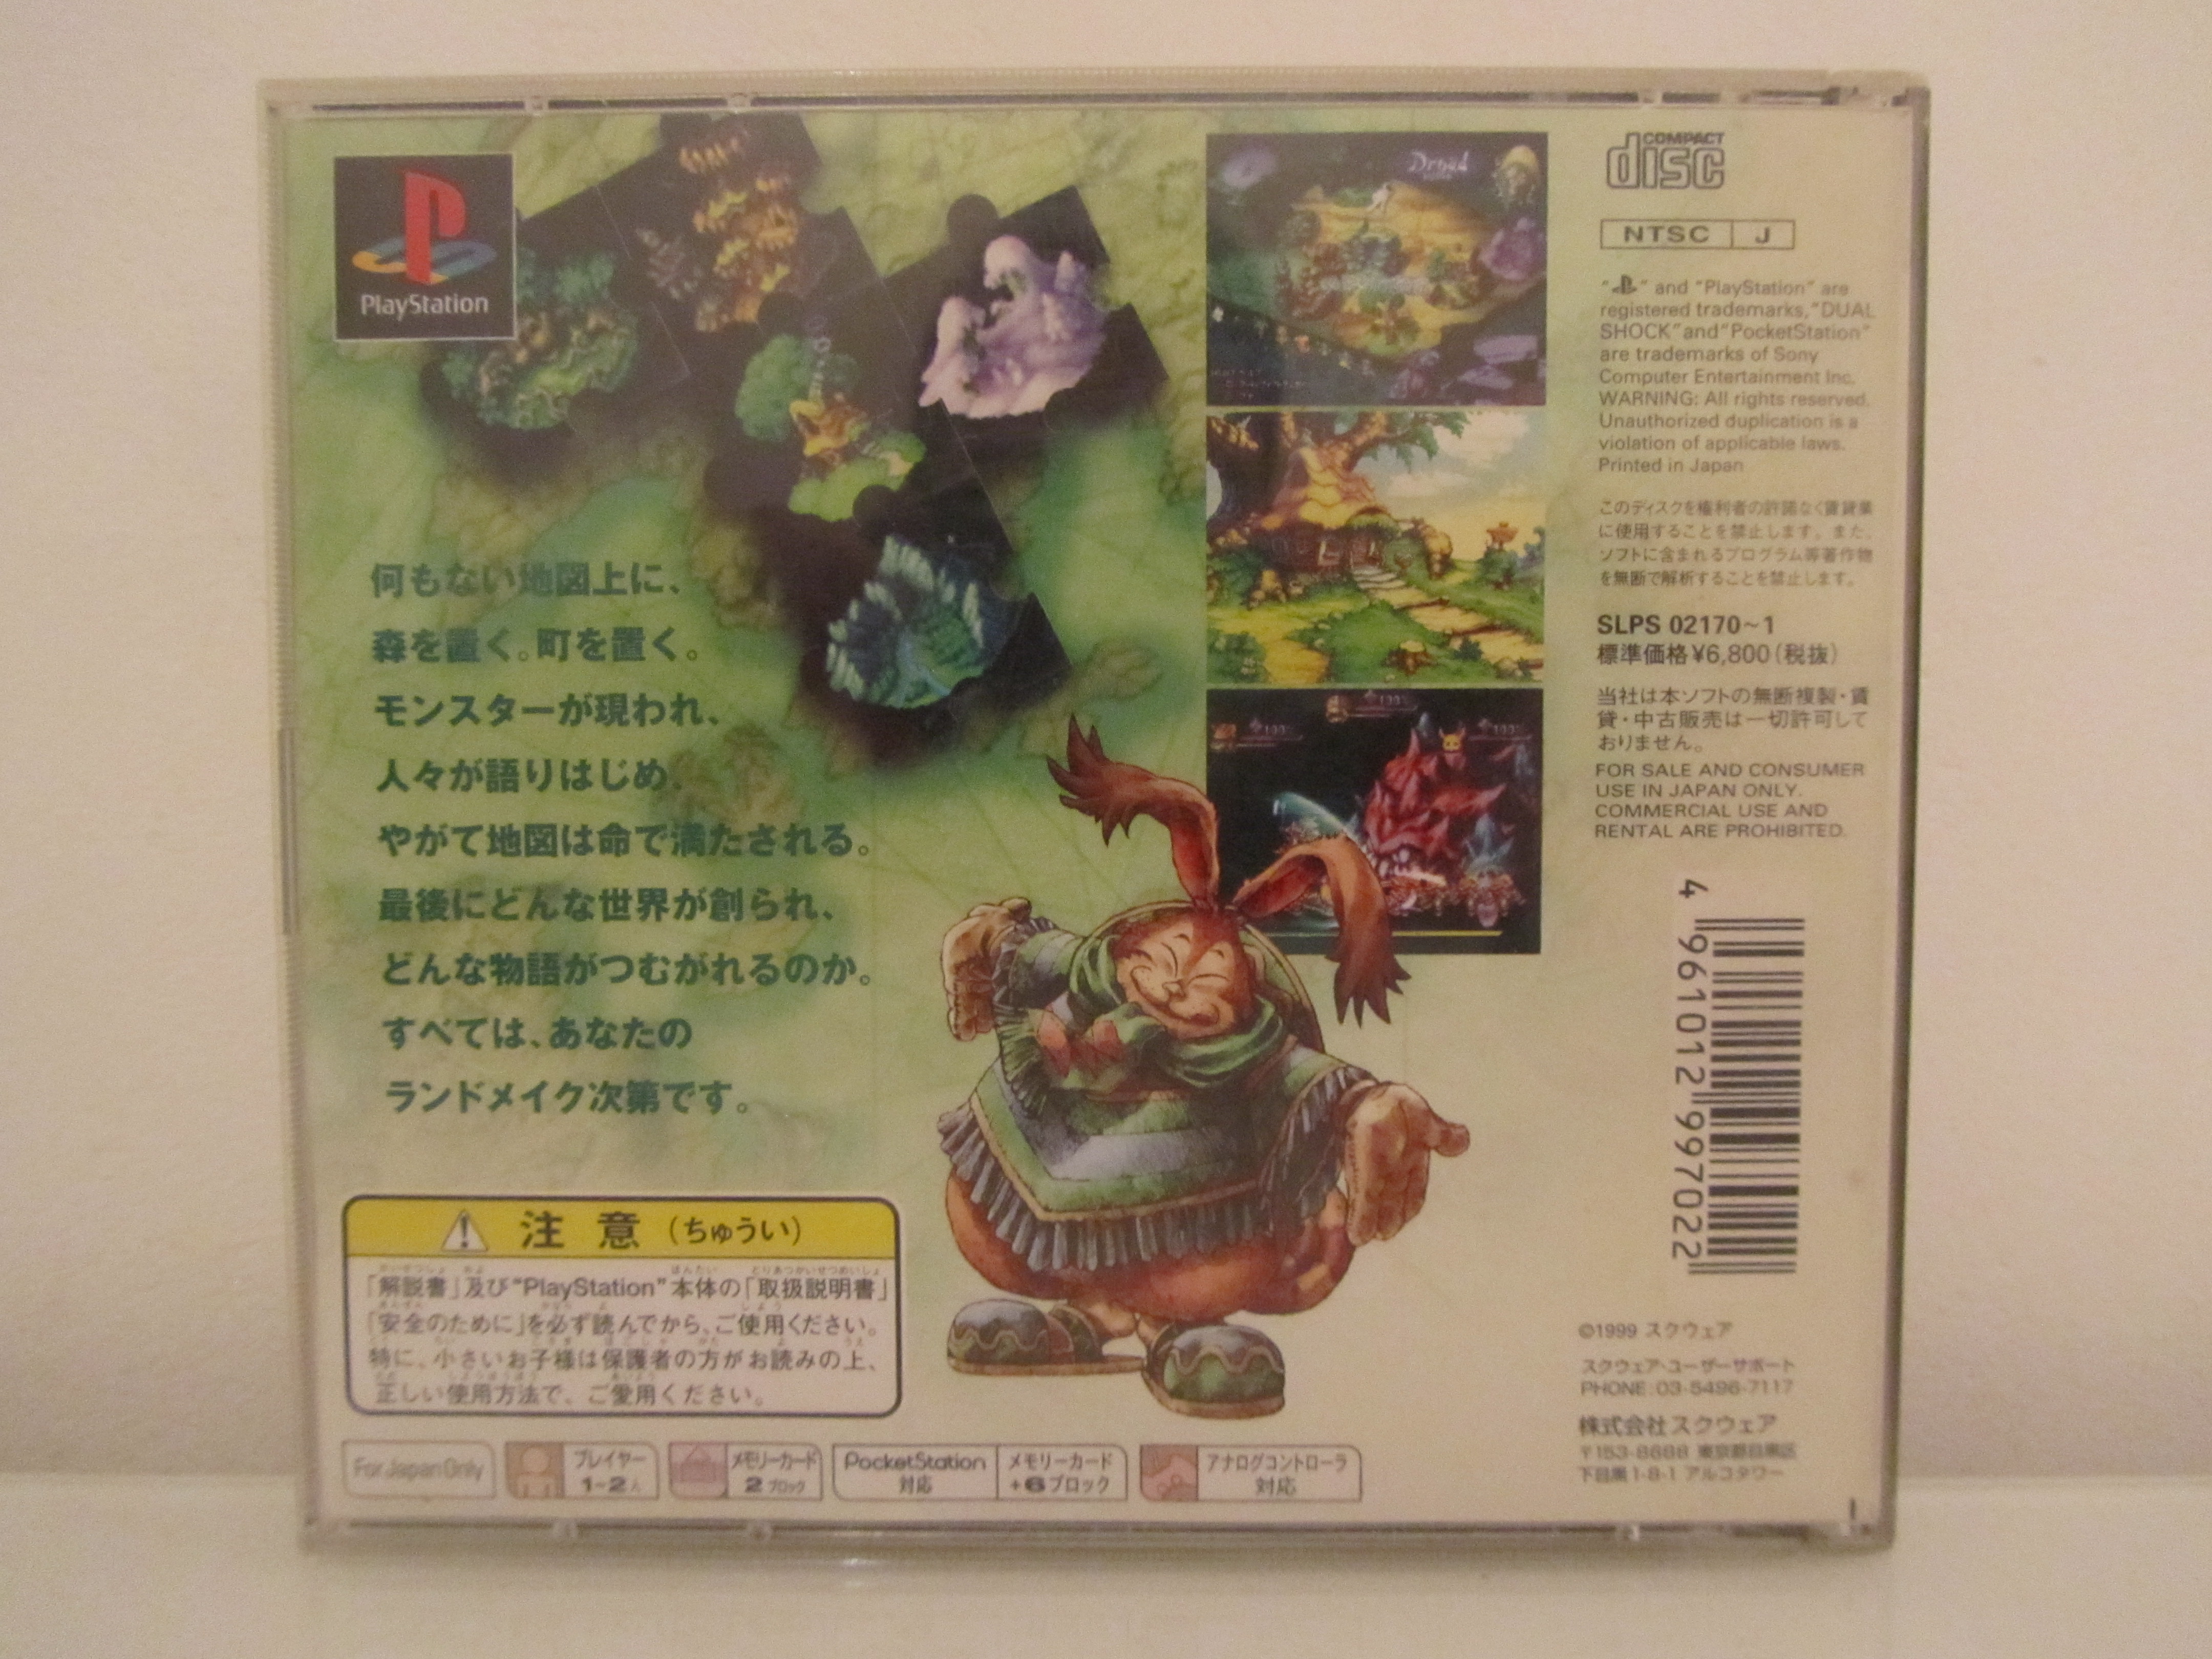 PlayStation
何もない地図上に、
森を置く。町を置く。
モンスターが現われ、
人々が語りはじめ、
やがて地図は命で満たされる。
最後にどんな世界が創られ、
どんな物語がつむがれるのか。
すべては、あなたの
ランドメイク次第です。
注意(ちゅうい)
「解説書」及び"PlayStation"本体の「取扱説明書」
「安全のために」を必ず読んでから、ご使用ください。
特に、小さいお子様は保護者の方がお読みの上、
正しい使用方法で、ご愛用ください。
For Japan Only
プレイヤー
1~2人
メモリーカード
2ブロック
PocketStation
対応
メモリーカード
+6ブロック
アナログコントローラ
対応
COMPACT
disc
NTSC J
" " and "PlayStation" are
registered trademarks, "DUAL
SHOCK" and "PocketStation"
are trademarks of Sony
Computer Entertainment Inc.
WARNING: All rights reserved.
Unauthorized duplication is a
violation of applicable laws.
Printed in Japan
このディスクを権利者の許諾なく賃貸業
に使用することを禁止します。また、
ソフトに含まれるプログラム等著作物
を無断で解析することを禁止します。
SLPS 02170~1
標準価格¥6,800(税抜)
当社は本ソフトの無断複製・賃
貸・中古販売は一切許可して
おりません。
FOR SALE AND CONSUMER
USE IN JAPAN ONLY.
COMMERCIAL USE AND
RENTAL ARE PROHIBITED.
4 961012 997022
©1999 スクウェア
スクウェア・ユーザーサポート
PHONE:03-5496-7117
株式会社スクウェア
〒153-8688 東京都目黒区
下目黒1-8-1 アルコタワー